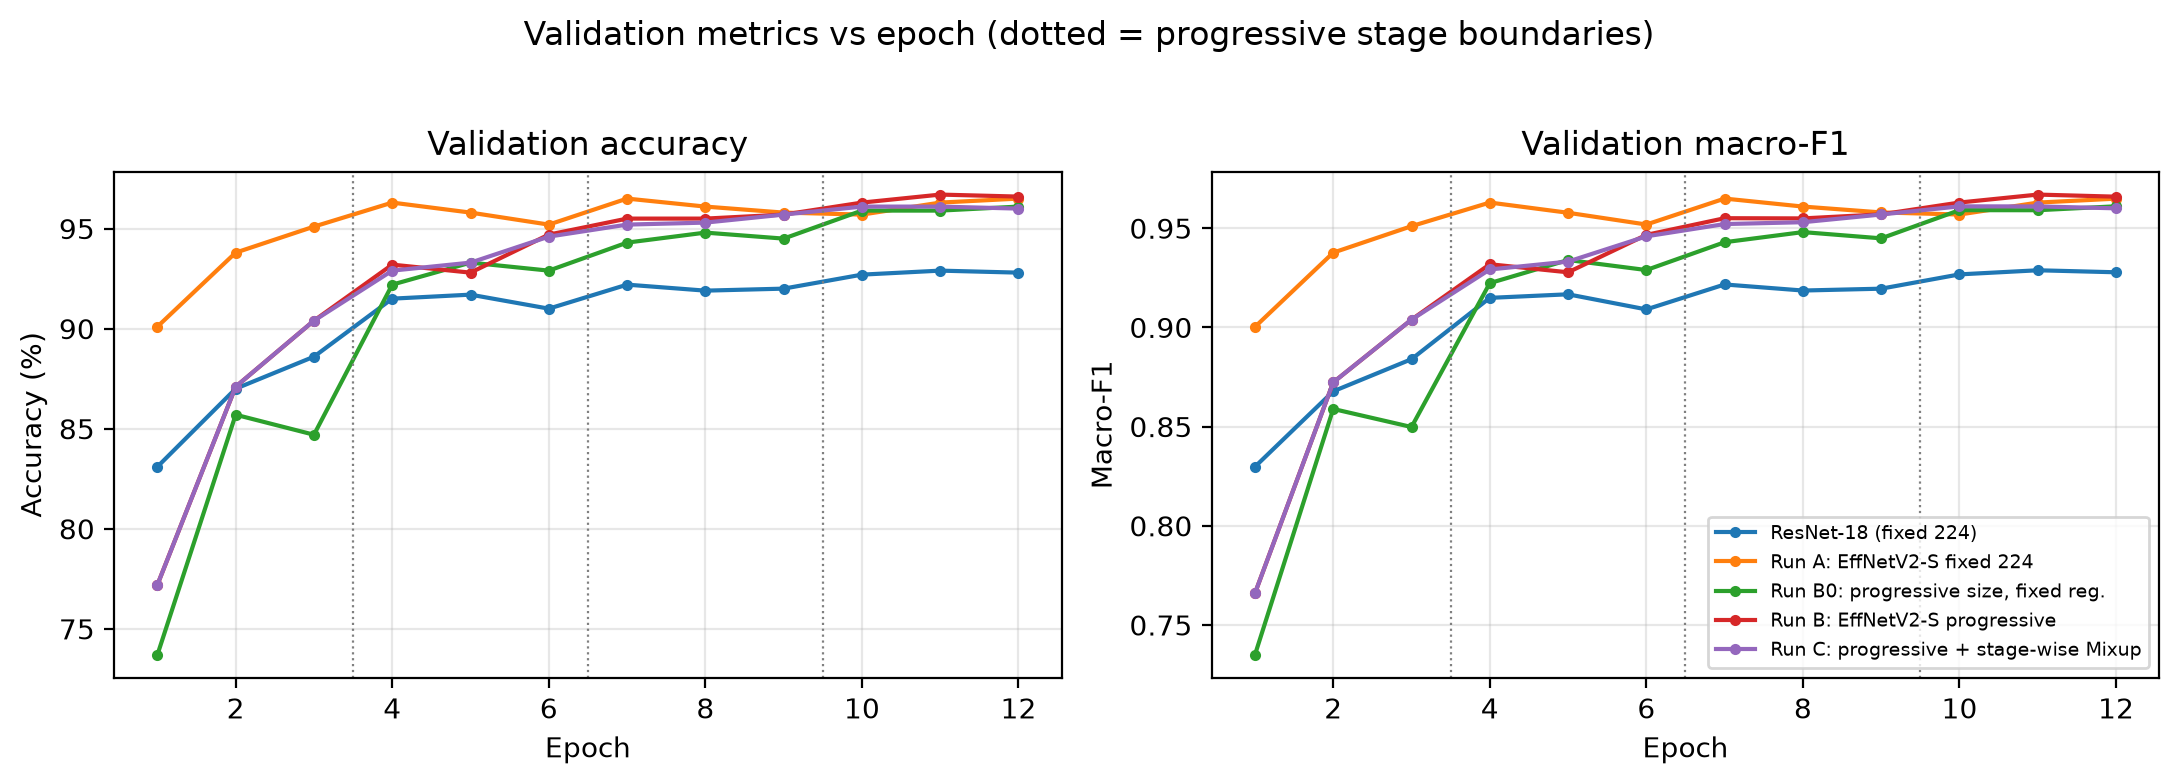 Validation metrics vs epoch (dotted = progressive stage boundaries)
Validation accuracy
Accuracy (%)
95
90
85
80
75
2 4 6 8 10 12
Epoch
Validation macro-F1
Macro-F1
0.95
0.90
0.85
0.80
0.75
ResNet-18 (fixed 224)
Run A: EffNetV2-S fixed 224
Run B0: progressive size, fixed reg.
Run B: EffNetV2-S progressive
Run C: progressive + stage-wise Mixup
2 4 6 8 10 12
Epoch